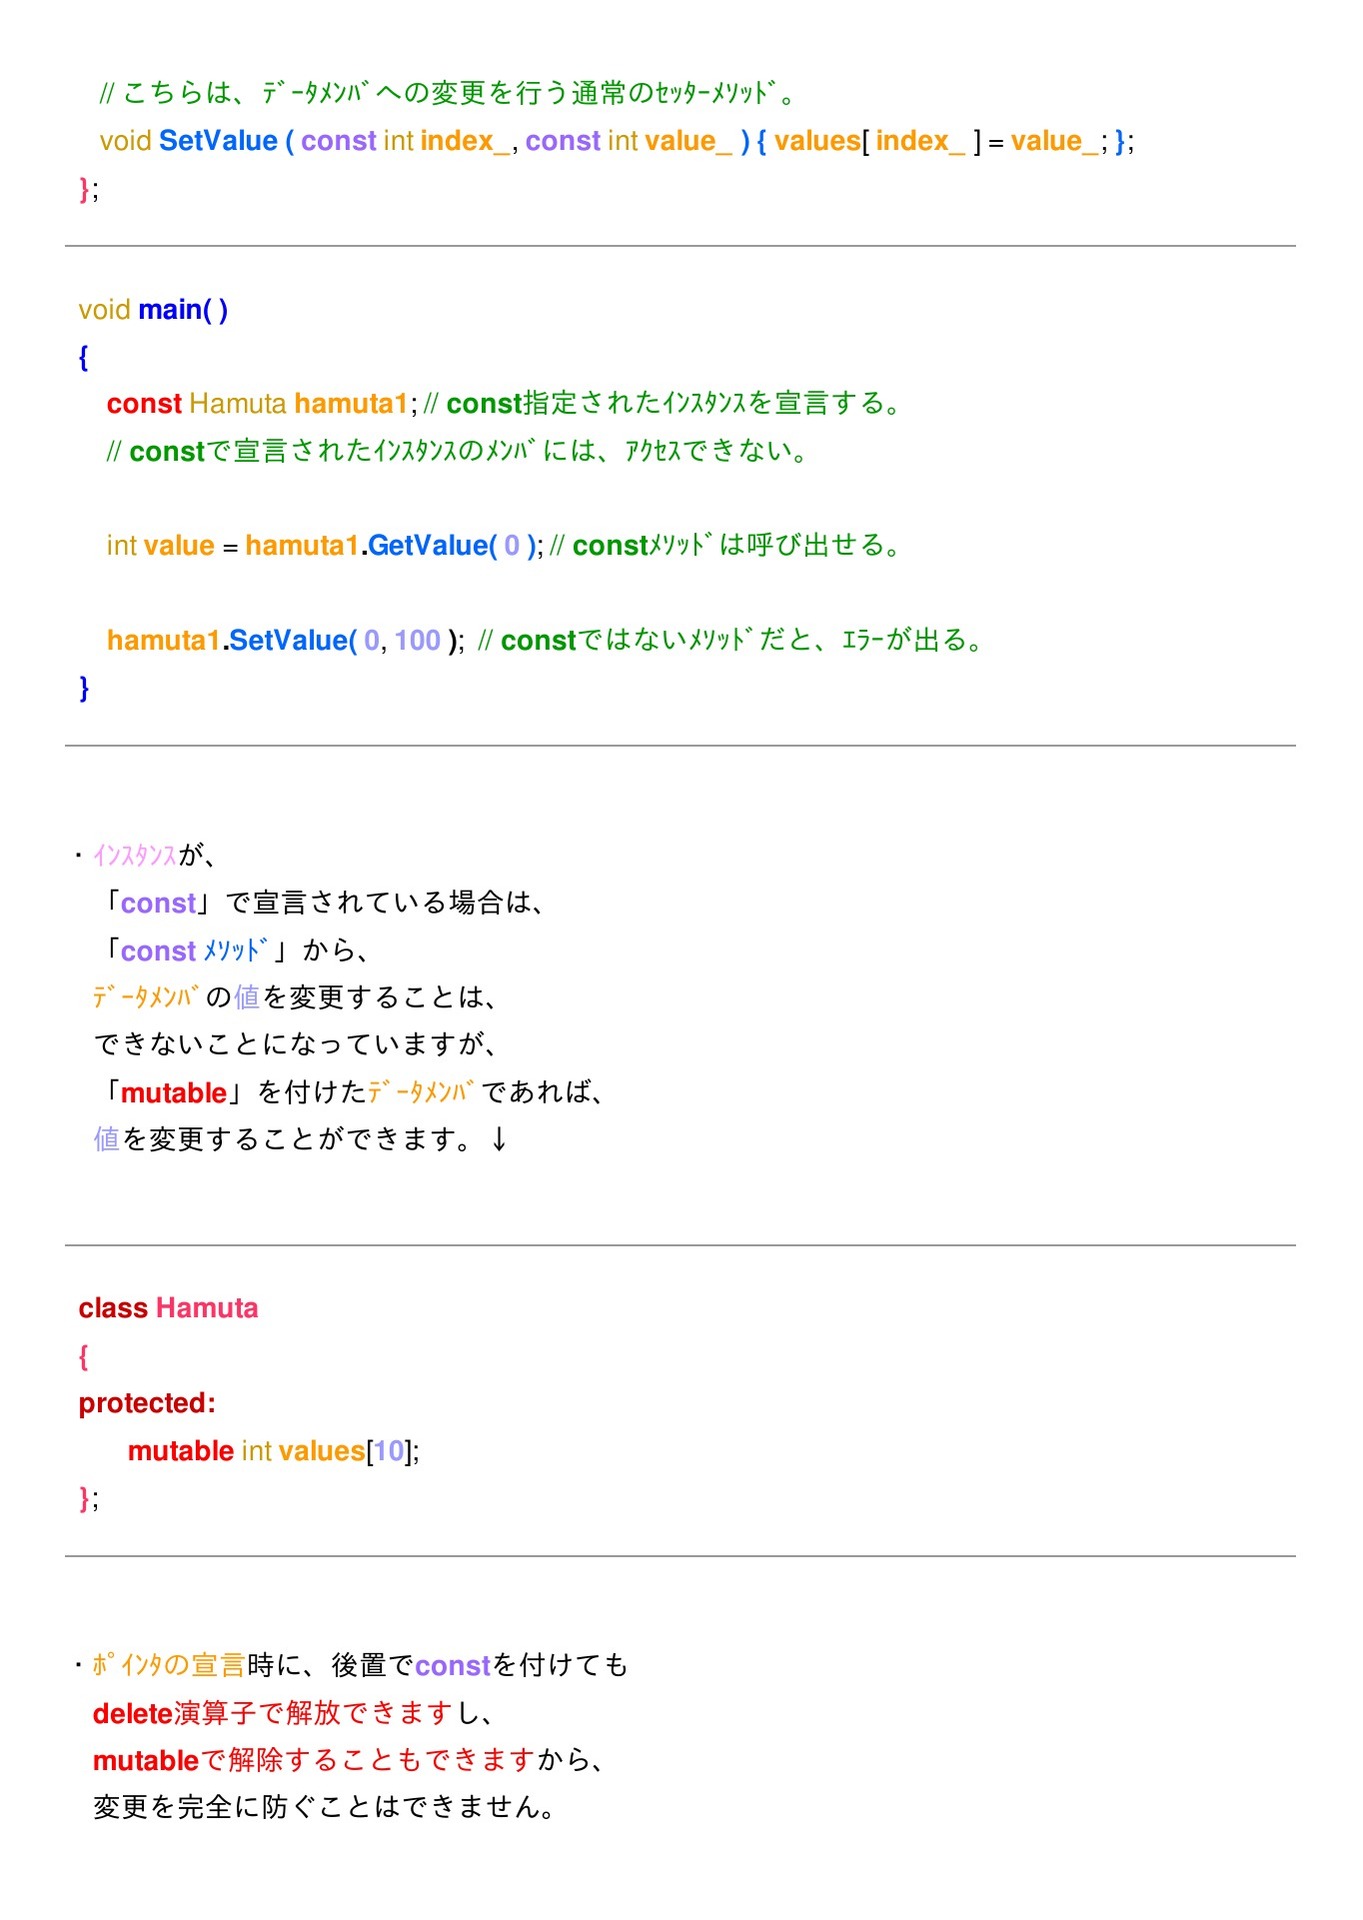 // こちらは、ﾃﾞｰﾀﾒﾝﾊﾞへの変更を行う通常のｾｯﾀｰﾒｿｯﾄﾞ。
void SetValue ( const int index_, const int value_ ) { values[ index_ ] = value_; };
};
void main( )
{
const Hamuta hamuta1; // const指定されたｲﾝｽﾀﾝｽを宣言する。
// constで宣言されたｲﾝｽﾀﾝｽのﾒﾝﾊﾞには、ｱｸｾｽできない。
int value = hamuta1.GetValue( 0 ); // constﾒｿｯﾄﾞは呼び出せる。
hamuta1.SetValue( 0, 100 ); // constではないﾒｿｯﾄﾞだと、ｴﾗｰが出る。
}
・ｲﾝｽﾀﾝｽが、
「const」で宣言されている場合は、
「const ﾒｿｯﾄﾞ」から、
ﾃﾞｰﾀﾒﾝﾊﾞの値を変更することは、
できないことになっていますが、
「mutable」を付けたﾃﾞｰﾀﾒﾝﾊﾞであれば、
値を変更することができます。↓
class Hamuta
{
protected:
mutable int values[10];
};
・ﾎﾟｲﾝﾀの宣言時に、後置でconstを付けても
delete演算子で解放できますし、
mutableで解除することもできますから、
変更を完全に防ぐことはできません。